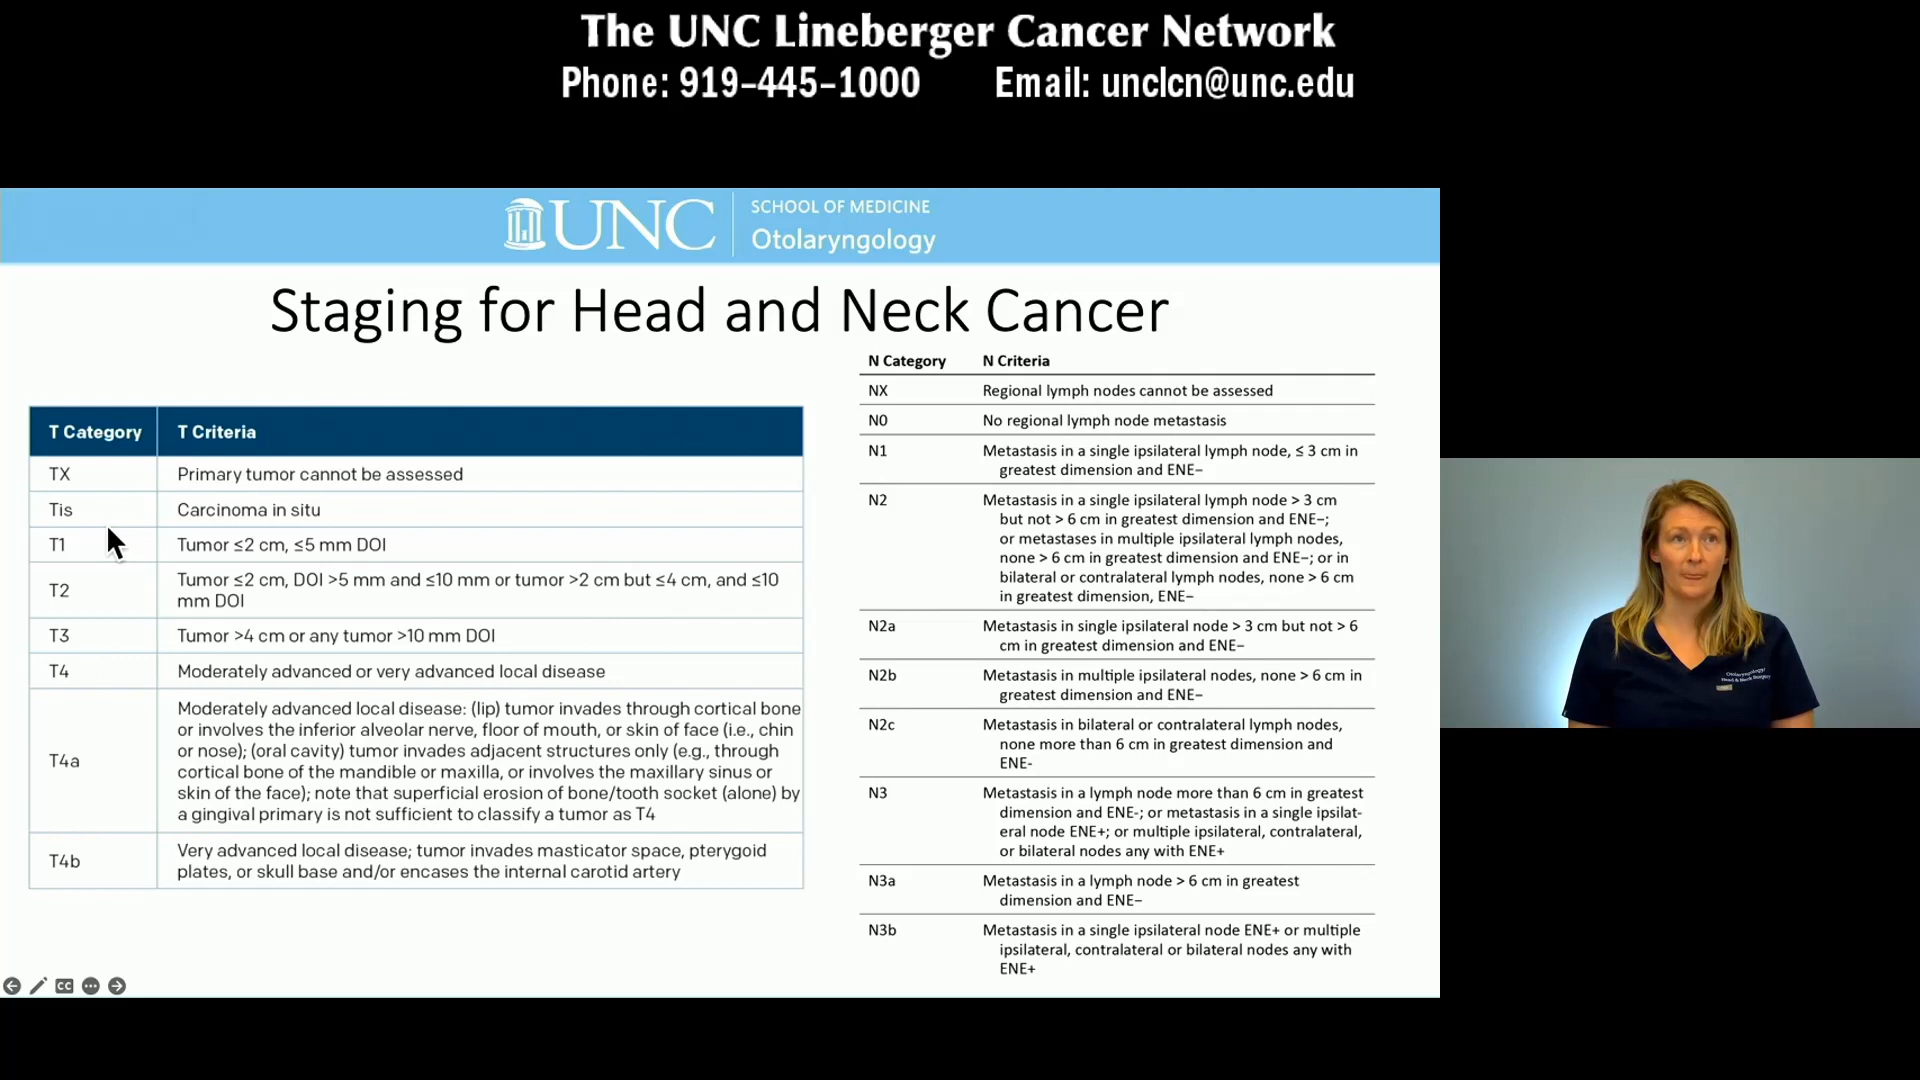 The UNC Lineberger Cancer Network
Phone: 919-445-1000 Email: unclcn@unc.edu
UNC SCHOOL OF MEDICINE
Otolaryngology
Staging for Head and Neck Cancer
T Category T Criteria
TX Primary tumor cannot be assessed
Tis Carcinoma in situ
T1 Tumor ≤2 cm, ≤5 mm DOI
T2 Tumor ≤2 cm, DOI >5 mm and ≤10 mm or tumor >2 cm but ≤4 cm, and ≤10
mm DOI
T3 Tumor >4 cm or any tumor >10 mm DOI
T4 Moderately advanced or very advanced local disease
T4a Moderately advanced local disease: (lip) tumor invades through cortical bone
or involves the inferior alveolar nerve, floor of mouth, or skin of face (i.e., chin
or nose); (oral cavity) tumor invades adjacent structures only (e.g., through
cortical bone of the mandible or maxilla, or involves the maxillary sinus or
skin of the face); note that superficial erosion of bone/tooth socket (alone) by
a gingival primary is not sufficient to classify a tumor as T4
T4b Very advanced local disease; tumor invades masticator space, pterygoid
plates, or skull base and/or encases the internal carotid artery
N Category N Criteria
NX Regional lymph nodes cannot be assessed
N0 No regional lymph node metastasis
N1 Metastasis in a single ipsilateral lymph node, ≤ 3 cm in
greatest dimension and ENE−
N2 Metastasis in a single ipsilateral lymph node > 3 cm
but not > 6 cm in greatest dimension and ENE−;
or metastases in multiple ipsilateral lymph nodes,
none > 6 cm in greatest dimension and ENE−; or in
bilateral or contralateral lymph nodes, none > 6 cm
in greatest dimension, ENE−
N2a Metastasis in single ipsilateral node > 3 cm but not > 6
cm in greatest dimension and ENE−
N2b Metastasis in multiple ipsilateral nodes, none > 6 cm in
greatest dimension and ENE−
N2c Metastasis in bilateral or contralateral lymph nodes,
none more than 6 cm in greatest dimension and
ENE-
N3 Metastasis in a lymph node more than 6 cm in greatest
dimension and ENE-; or metastasis in a single ipsilat-
eral node ENE+; or multiple ipsilateral, contralateral,
or bilateral nodes any with ENE+
N3a Metastasis in a lymph node > 6 cm in greatest
dimension and ENE−
N3b Metastasis in a single ipsilateral node ENE+ or multiple
ipsilateral, contralateral or bilateral nodes any with
ENE+
CC
Otolaryngology/
Head & Neck Surgery